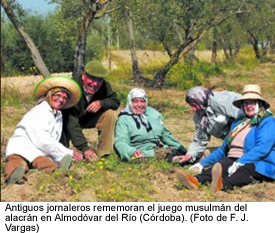 Antiguos jornaleros rememoran el juego musulmán del
alacrán en Almodóvar del Río (Córdoba). (Foto de F. J.
Vargas)